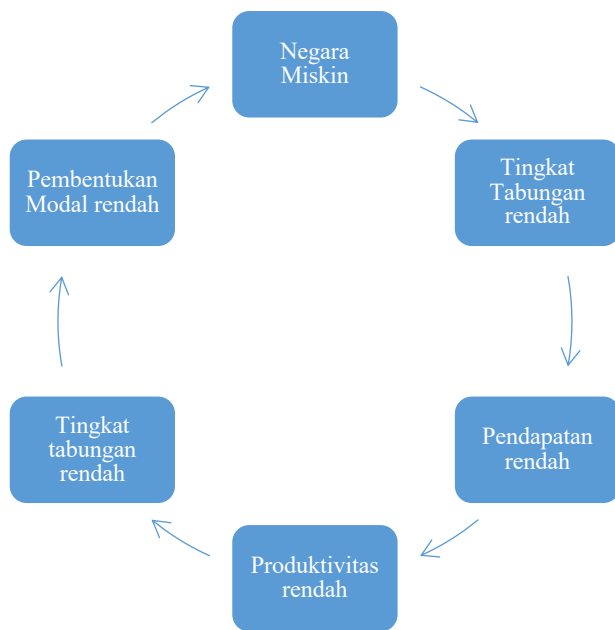 Negara
Miskin
Tingkat
Tabungan
rendah
Pendapatan
rendah
Produktivitas
rendah
Tingkat
tabungan
rendah
Pembentukan
Modal rendah